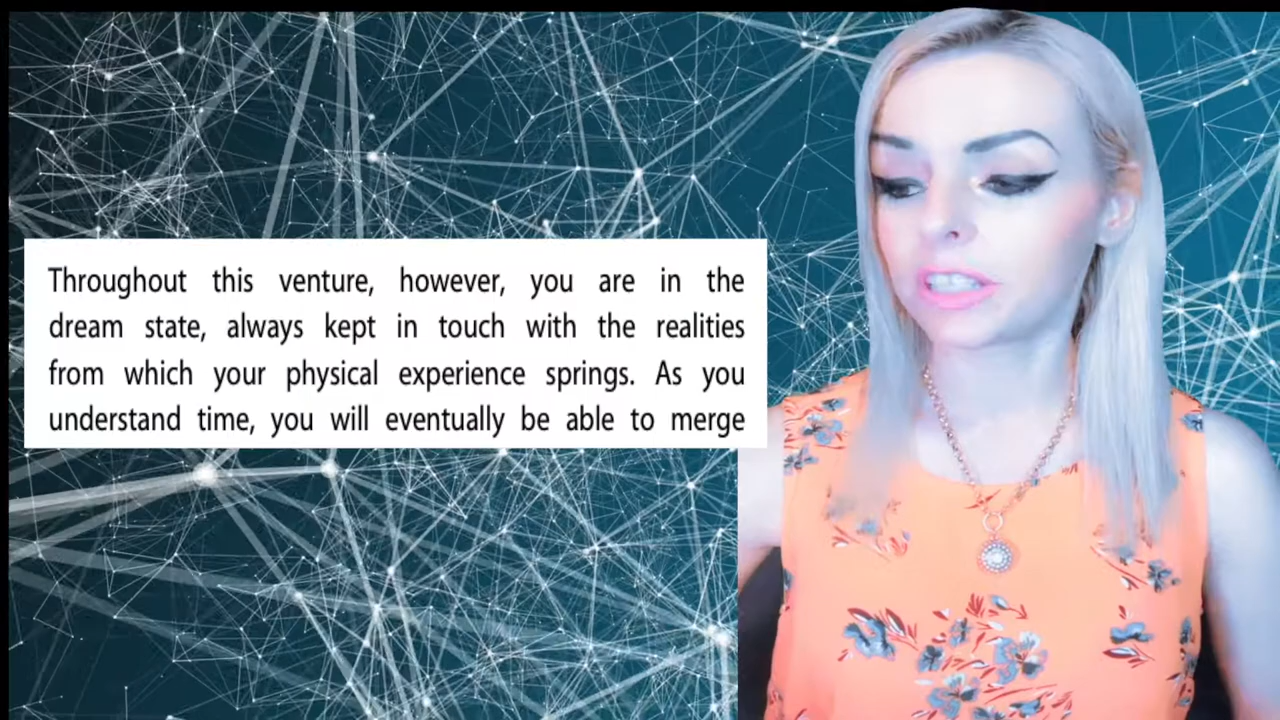 Throughout this venture, however, you are in the
dream state, always kept in touch with the realities
from which your physical experience springs. As you
understand time, you will eventually be able to merge